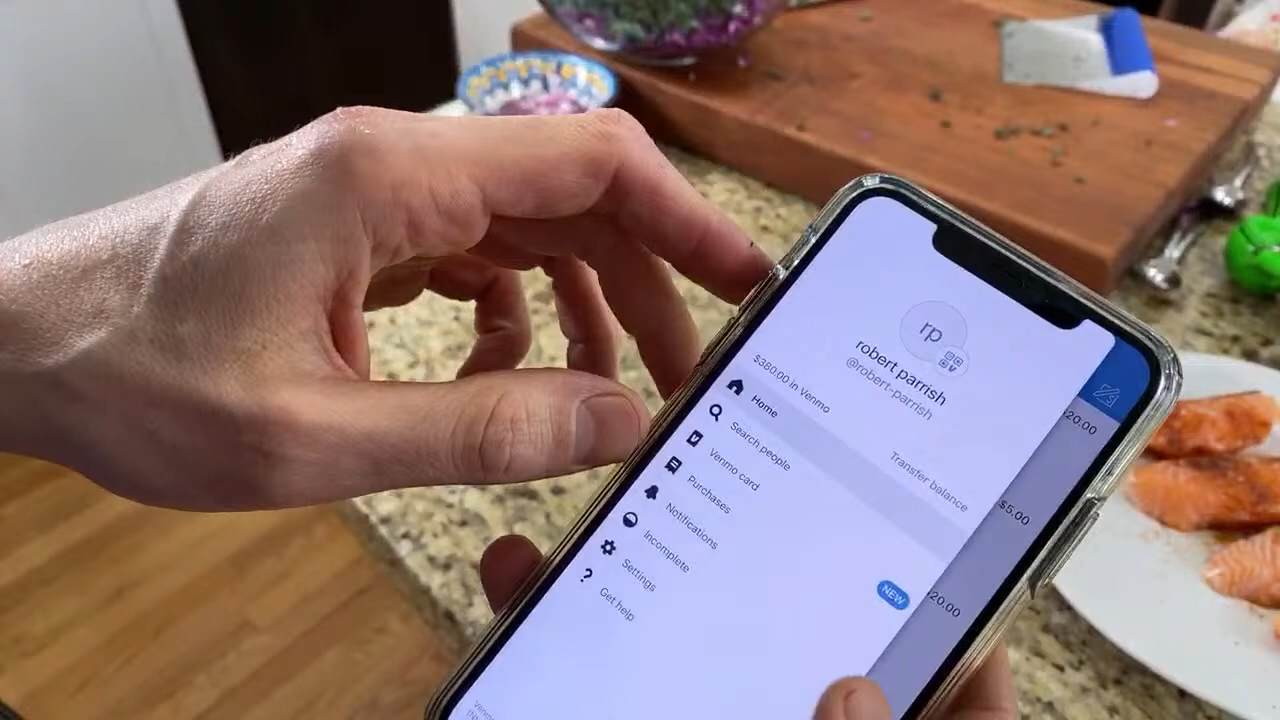 rp
robert parrish
@robert-parrish
$380.00 in Venmo
Transfer balance
Home
Search people
Venmo card
Purchases
Notifications
Incomplete
Settings
NEW
Get help
$20.00
$5.00
$20.00